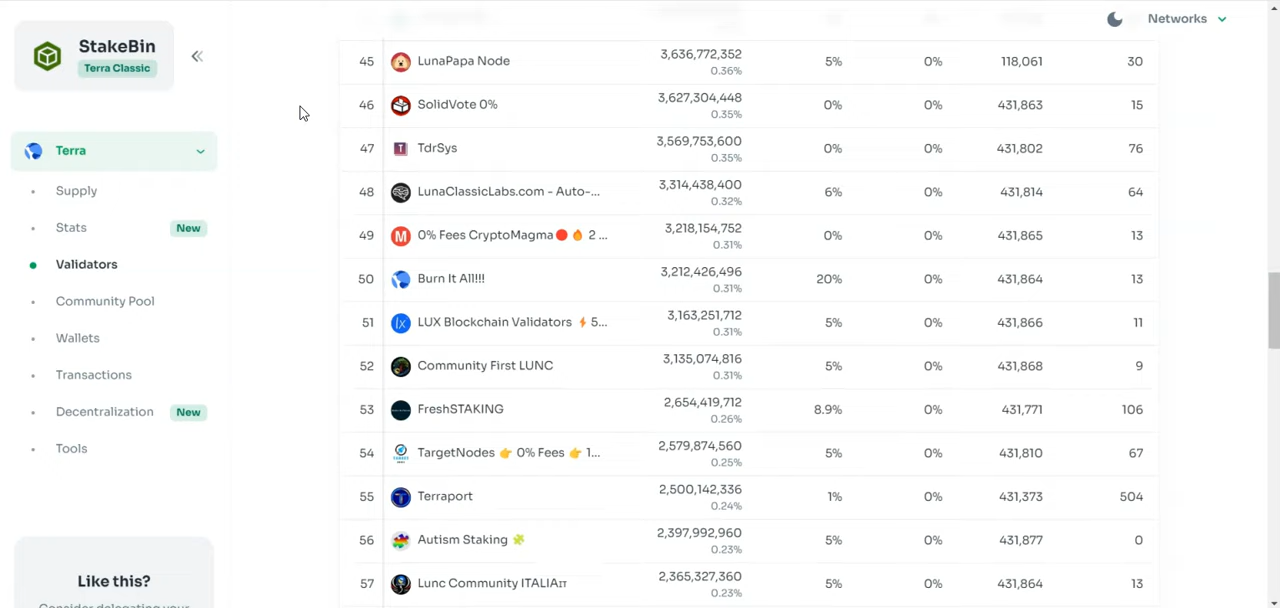 StakeBin
Terra Classic
Networks
Terra
Supply
Stats New
Validators
Community Pool
Wallets
Transactions
Decentralization New
Tools
Like this?
45 LunaPapa Node 3,636,772,352 5% 0% 118,061 30
0.36%
46 SolidVote 0% 3,627,304,448 0% 0% 431,863 15
0.35%
47 TdrSys 3,569,753,600 0% 0% 431,802 76
0.35%
48 LunaClassicLabs.com - Auto-... 3,314,438,400 6% 0% 431,814 64
0.32%
49 0% Fees CryptoMagma🔴 🔥 2 ... 3,218,154,752 0% 0% 431,865 13
0.31%
50 Burn It All!!! 3,212,426,496 20% 0% 431,864 13
0.31%
51 LUX Blockchain Validators ⚡ 5... 3,163,251,712 5% 0% 431,866 11
0.31%
52 Community First LUNC 3,135,074,816 5% 0% 431,868 9
0.31%
53 FreshSTAKING 2,654,419,712 8.9% 0% 431,771 106
0.26%
54 TargetNodes 👉 0% Fees 👉 1... 2,579,874,560 5% 0% 431,810 67
0.25%
55 Terraport 2,500,142,336 1% 0% 431,373 504
0.24%
56 Autism Staking 🧩 2,397,992,960 5% 0% 431,877 0
0.23%
57 Lunc Community ITALIA🇮🇹 2,365,327,360 5% 0% 431,864 13
0.23%